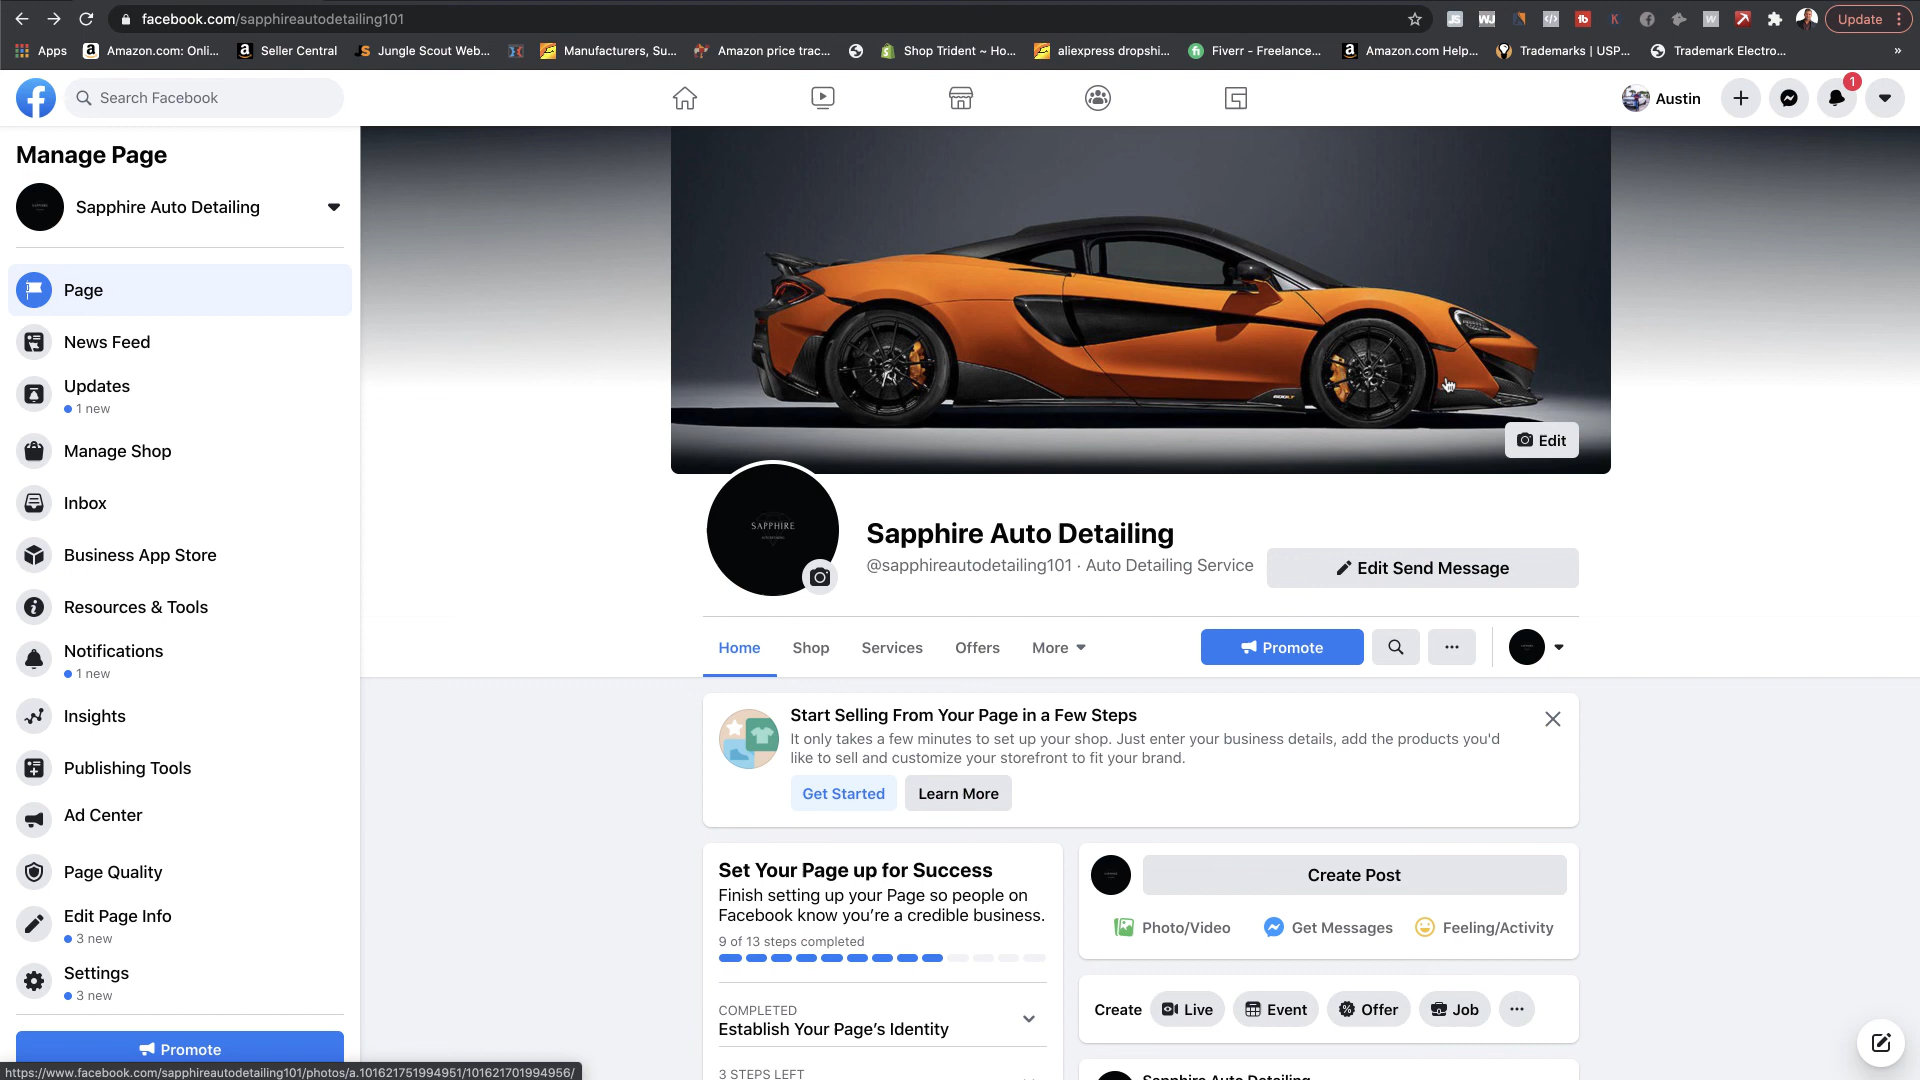 facebook.com/sapphireautodetailing101
Update
Apps
Amazon.com: Onli...
Seller Central
Jungle Scout Web...
Manufacturers, Su...
Amazon price trac...
Shop Trident ~ Ho...
aliexpress dropshi...
Fiverr - Freelance...
Amazon.com Help...
Trademarks | USP...
Trademark Electro...
»
Search Facebook
Austin
1
Manage Page
Sapphire Auto Detailing
Page
News Feed
Updates
1 new
Manage Shop
Inbox
Business App Store
Resources & Tools
Notifications
1 new
Insights
Publishing Tools
Ad Center
Page Quality
Edit Page Info
3 new
Settings
3 new
Promote
https://www.facebook.com/sapphireautodetailing101/photos/a.101621751994951/101621701994956/
Edit
SAPPHIRE
Sapphire Auto Detailing
@sapphireautodetailing101 · Auto Detailing Service
Edit Send Message
Home
Shop
Services
Offers
More
Promote
Start Selling From Your Page in a Few Steps
It only takes a few minutes to set up your shop. Just enter your business details, add the products you'd
like to sell and customize your storefront to fit your brand.
Get Started
Learn More
Set Your Page up for Success
Finish setting up your Page so people on
Facebook know you're a credible business.
9 of 13 steps completed
COMPLETED
Establish Your Page's Identity
3 STEPS LEFT
Create Post
Photo/Video
Get Messages
Feeling/Activity
Create
Live
Event
Offer
Job
Sapphire Auto Detailing